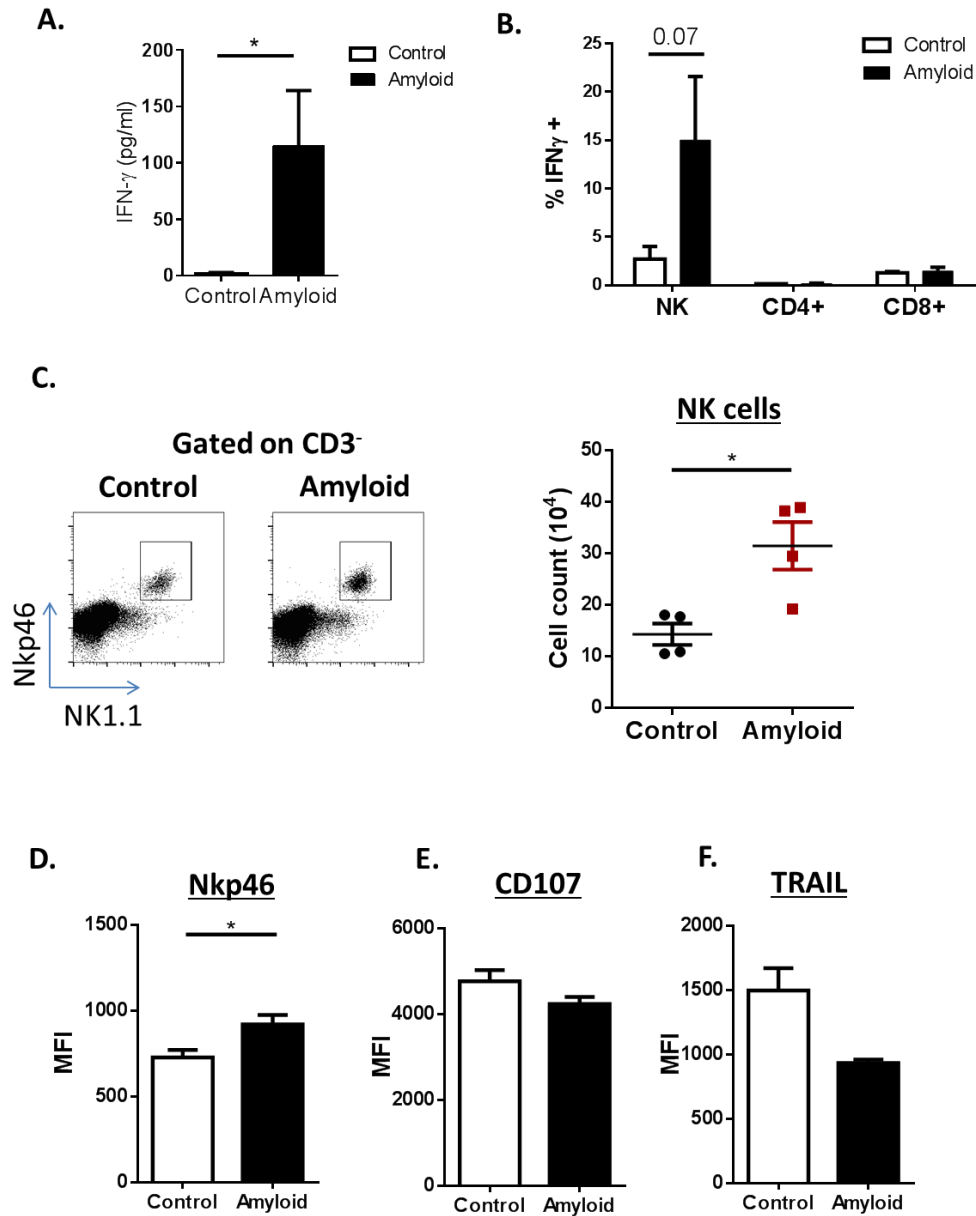 A.
*
Control
Amyloid
IFN-γ (pg/ml)
200
150
100
50
0
Control Amyloid
B.
0.07
Control
Amyloid
% IFNγ +
25
20
15
10
5
0
NK CD4+ CD8+
C.
Gated on CD3-
Control Amyloid
Nkp46
NK1.1
NK cells
*
Cell count (10⁴)
50
40
30
20
10
0
Control Amyloid
D.
Nkp46
*
MFI
1500
1000
500
0
Control Amyloid
E.
CD107
MFI
6000
4000
2000
0
Control Amyloid
F.
TRAIL
MFI
2000
1500
1000
500
0
Control Amyloid